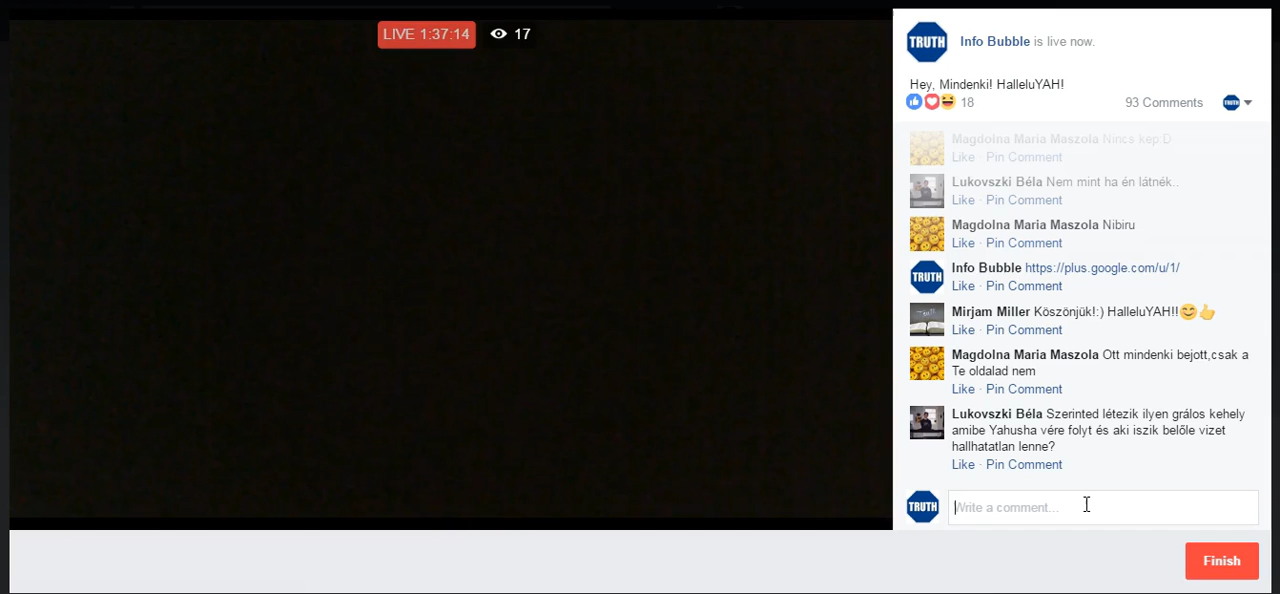 LIVE 1:37:14
17
TRUTH
Info Bubble is live now.
Hey, Mindenki! HalleluYAH!
18
93 Comments
TRUTH
Magdolna Maria Maszola Nincs kep:D
Like · Pin Comment
Lukovszki Béla Nem mint ha én látnék..
Like · Pin Comment
Magdolna Maria Maszola Nibiru
Like · Pin Comment
TRUTH
Info Bubble https://plus.google.com/u/1/
Like · Pin Comment
Mirjam Miller Köszönjük!:) HalleluYAH!!😊👍
Like · Pin Comment
Magdolna Maria Maszola Ott mindenki bejott,csak a
Te oldalad nem
Like · Pin Comment
Lukovszki Béla Szerinted létezik ilyen grálos kehely
amibe Yahusha vére folyt és aki iszik belőle vizet
hallhatatlan lenne?
Like · Pin Comment
TRUTH
Write a comment...
Finish